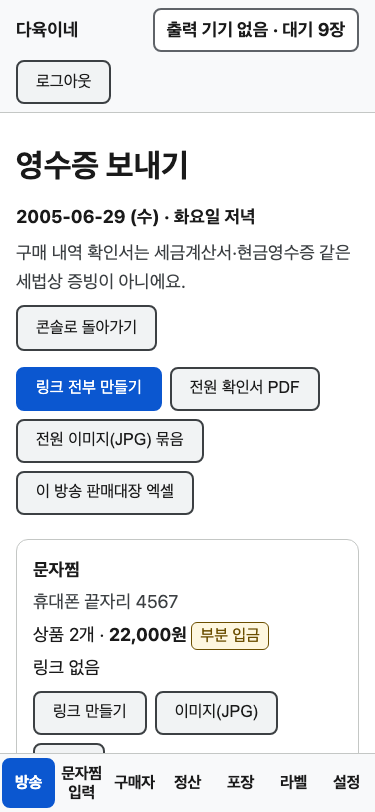 다육이네
출력 기기 없음 · 대기 9장
로그아웃
영수증 보내기
2005-06-29 (수) · 화요일 저녁
구매 내역 확인서는 세금계산서·현금영수증 같은
세법상 증빙이 아니에요.
콘솔로 돌아가기
링크 전부 만들기
전원 확인서 PDF
전원 이미지(JPG) 묶음
이 방송 판매대장 엑셀
문자찜
휴대폰 끝자리 4567
상품 2개 · 22,000원 부분 입금
링크 없음
링크 만들기
이미지(JPG)
방송
문자찜
입력
구매자
정산
포장
라벨
설정